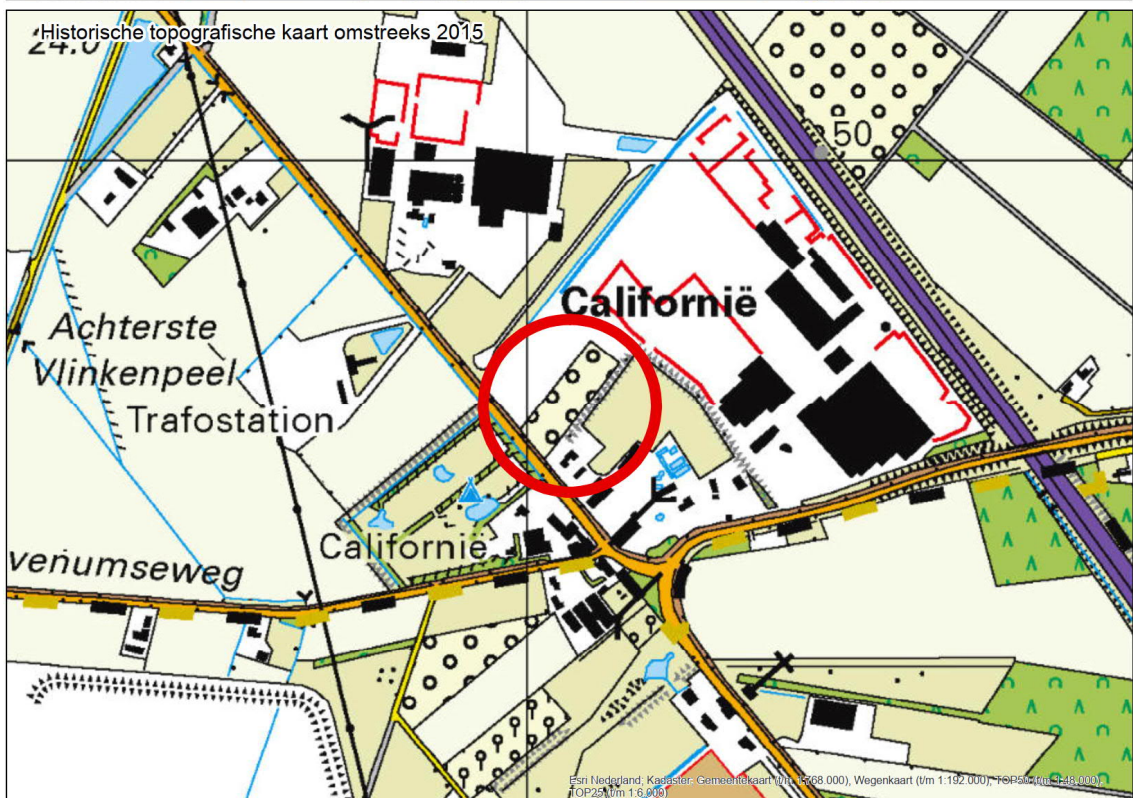 Historische topografische kaart omstreeks 2015
24.0
50
Californië
Achterste
Vlinkenpeel
Trafostation
Californië
venumseweg
Esri Nederland; Kadaster. Gemeentekaart (t/m 1:768.000), Wegenkaart (t/m 1:192.000), TOP50 (t/m 1:48.000),
TOP25 (t/m 1:6.000)